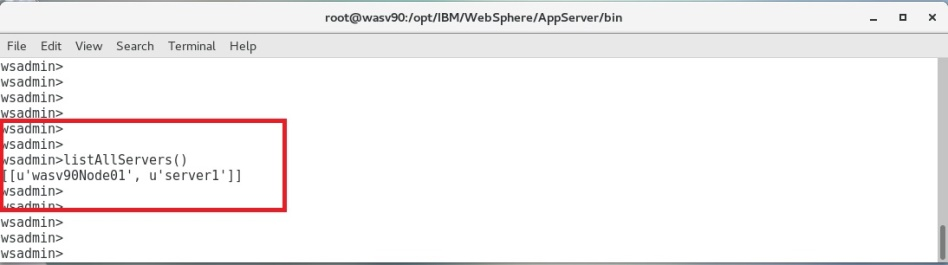 root@wasv90:/opt/IBM/WebSphere/AppServer/bin
File Edit View Search Terminal Help
wsadmin>
wsadmin>
wsadmin>
wsadmin>
wsadmin>
wsadmin>
wsadmin>listAllServers()
[[u'wasv90Node01', u'server1']]
wsadmin>
wsadmin>
wsadmin>
wsadmin>
wsadmin>